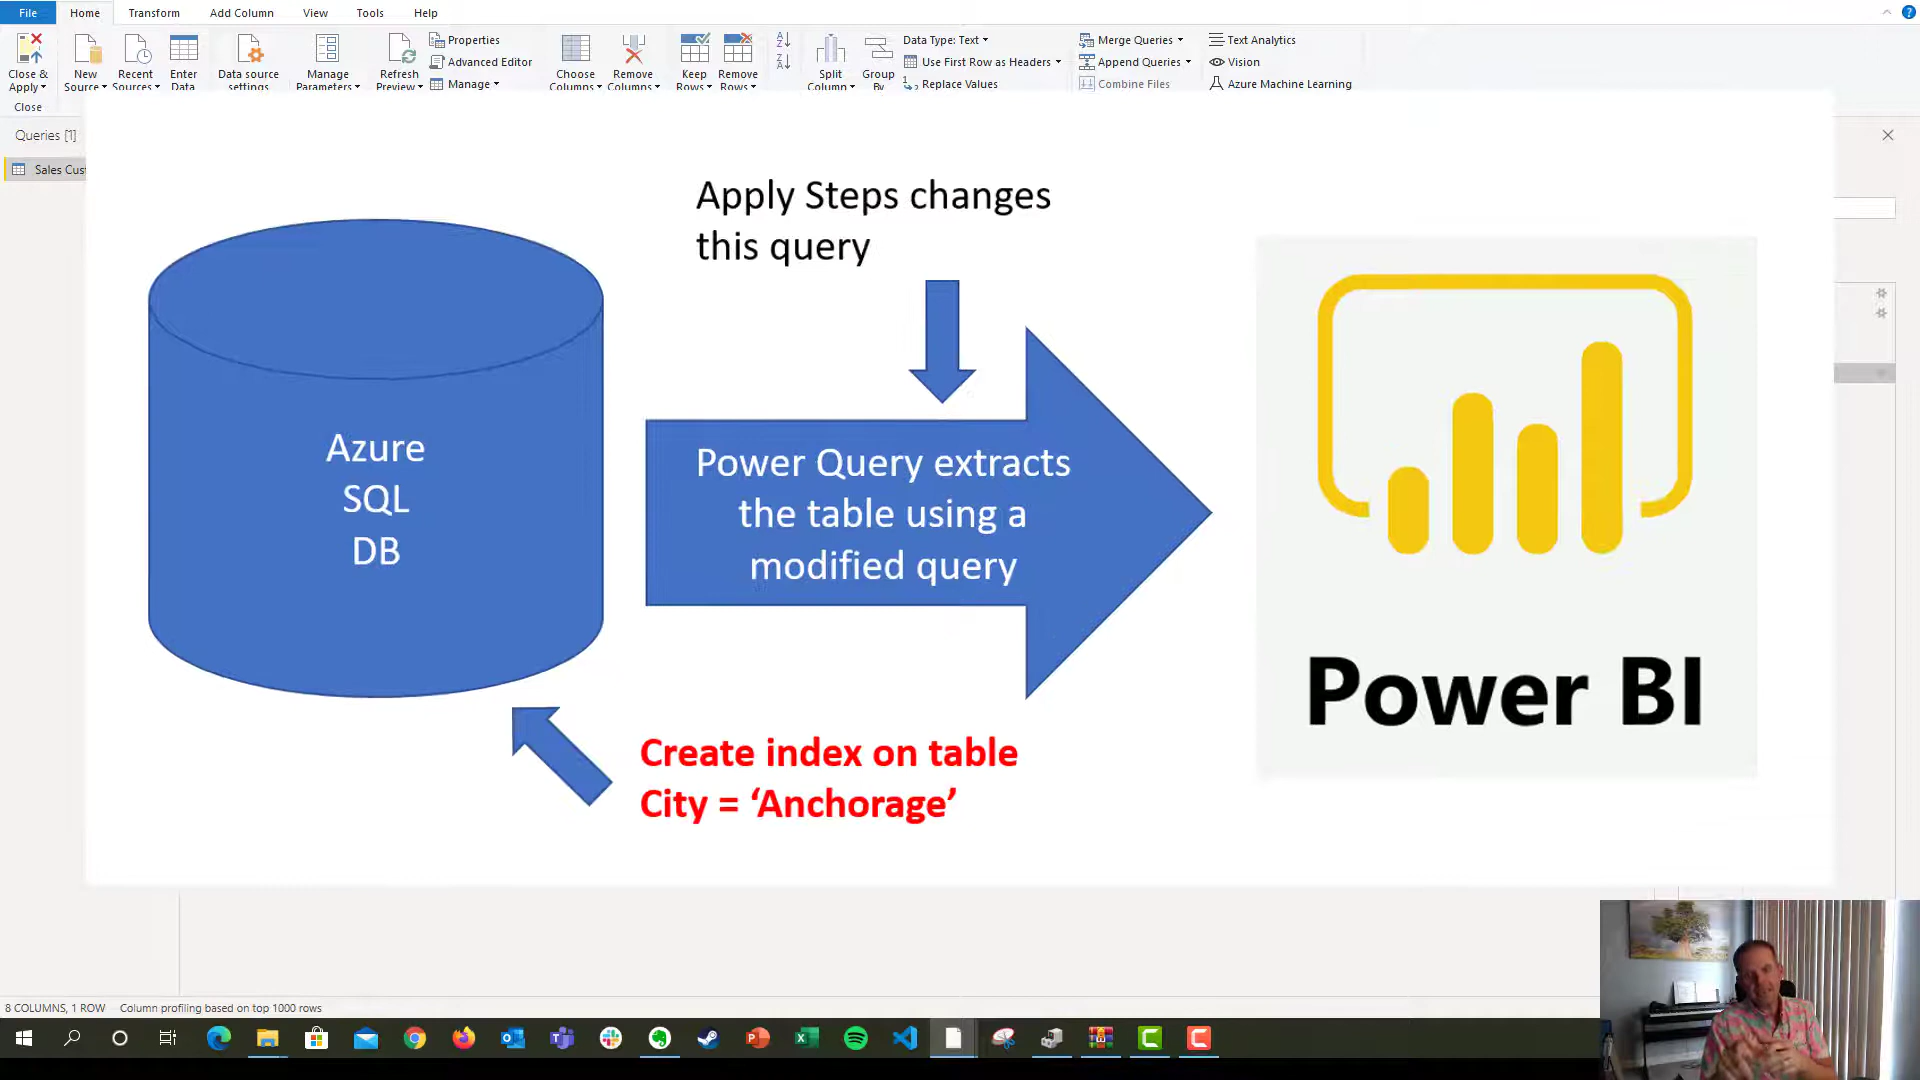 File Home Transform Add Column View Tools Help
Close & Apply
New Source
Recent Sources
Enter Data
Data source settings
Manage Parameters
Refresh Preview
Properties
Advanced Editor
Manage
Choose Columns
Remove Columns
Keep Rows
Remove Rows
Split Column
Group By
Data Type: Text
Use First Row as Headers
Replace Values
Merge Queries
Append Queries
Combine Files
Text Analytics
Vision
Azure Machine Learning
Close
Queries [1]
Sales Cus
Apply Steps changes
this query
Azure
SQL
DB
Power Query extracts
the table using a
modified query
Power BI
Create index on table
City = ‘Anchorage’
8 COLUMNS, 1 ROW Column profiling based on top 1000 rows